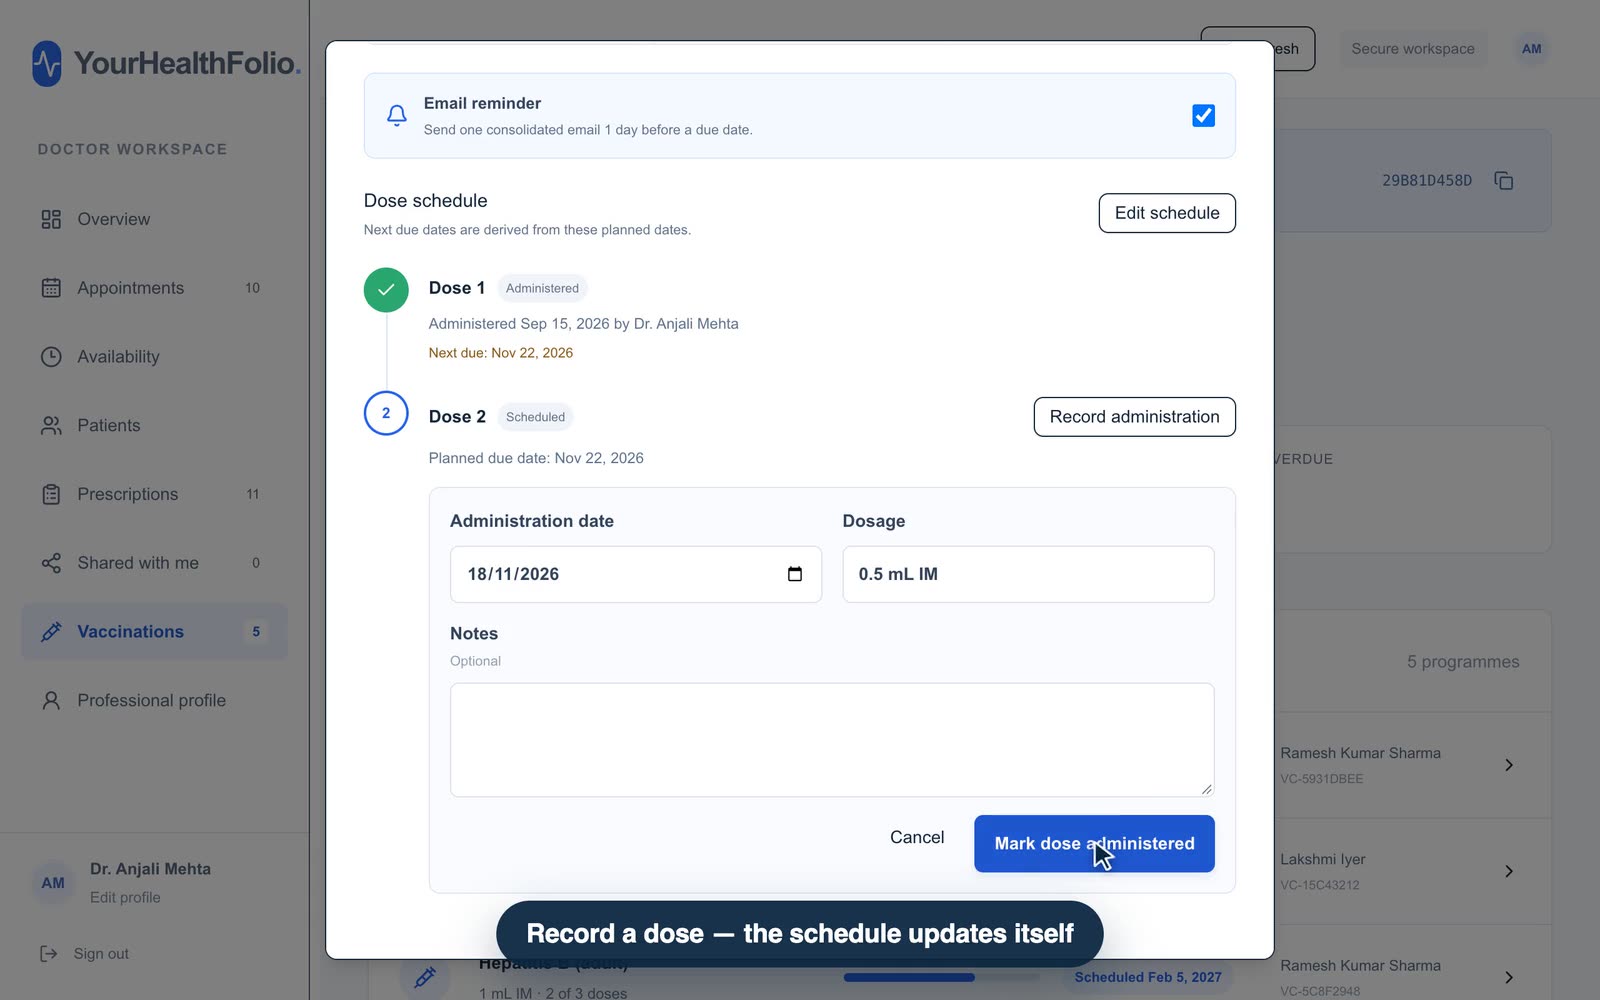 YourHealthFolio.
DOCTOR WORKSPACE
Overview
Appointments 10
Availability
Patients
Prescriptions 11
Shared with me 0
Vaccinations 5
Professional profile
AM
Dr. Anjali Mehta
Edit profile
Sign out
Secure workspace
AM
29B81D458D
5 programmes
Ramesh Kumar Sharma
VC-5931DBEE
Lakshmi Iyer
VC-15C43212
Ramesh Kumar Sharma
VC-5C8F2948
Email reminder
Send one consolidated email 1 day before a due date.
Dose schedule
Next due dates are derived from these planned dates.
Edit schedule
Dose 1 Administered
Administered Sep 15, 2026 by Dr. Anjali Mehta
Next due: Nov 22, 2026
2
Dose 2 Scheduled
Record administration
Planned due date: Nov 22, 2026
Administration date
18/11/2026
Dosage
0.5 mL IM
Notes
Optional
Cancel
Mark dose administered
Record a dose — the schedule updates itself
Hepatitis B (adult)
1 mL IM · 2 of 3 doses
Scheduled Feb 5, 2027